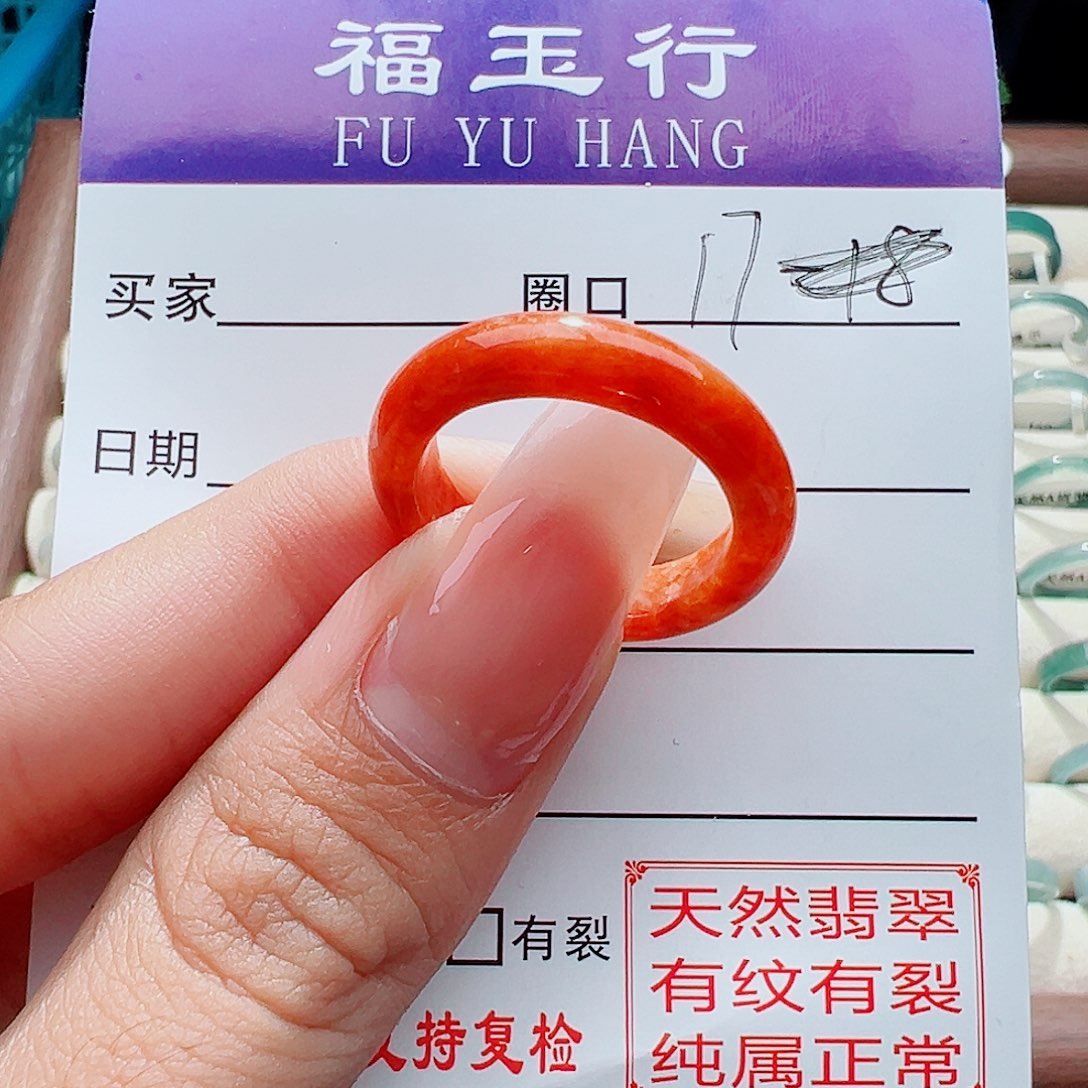 福玉行
FU YU HANG
买家 圈口 17
日期
有裂
持复检
天然翡翠
有纹有裂
纯属正常